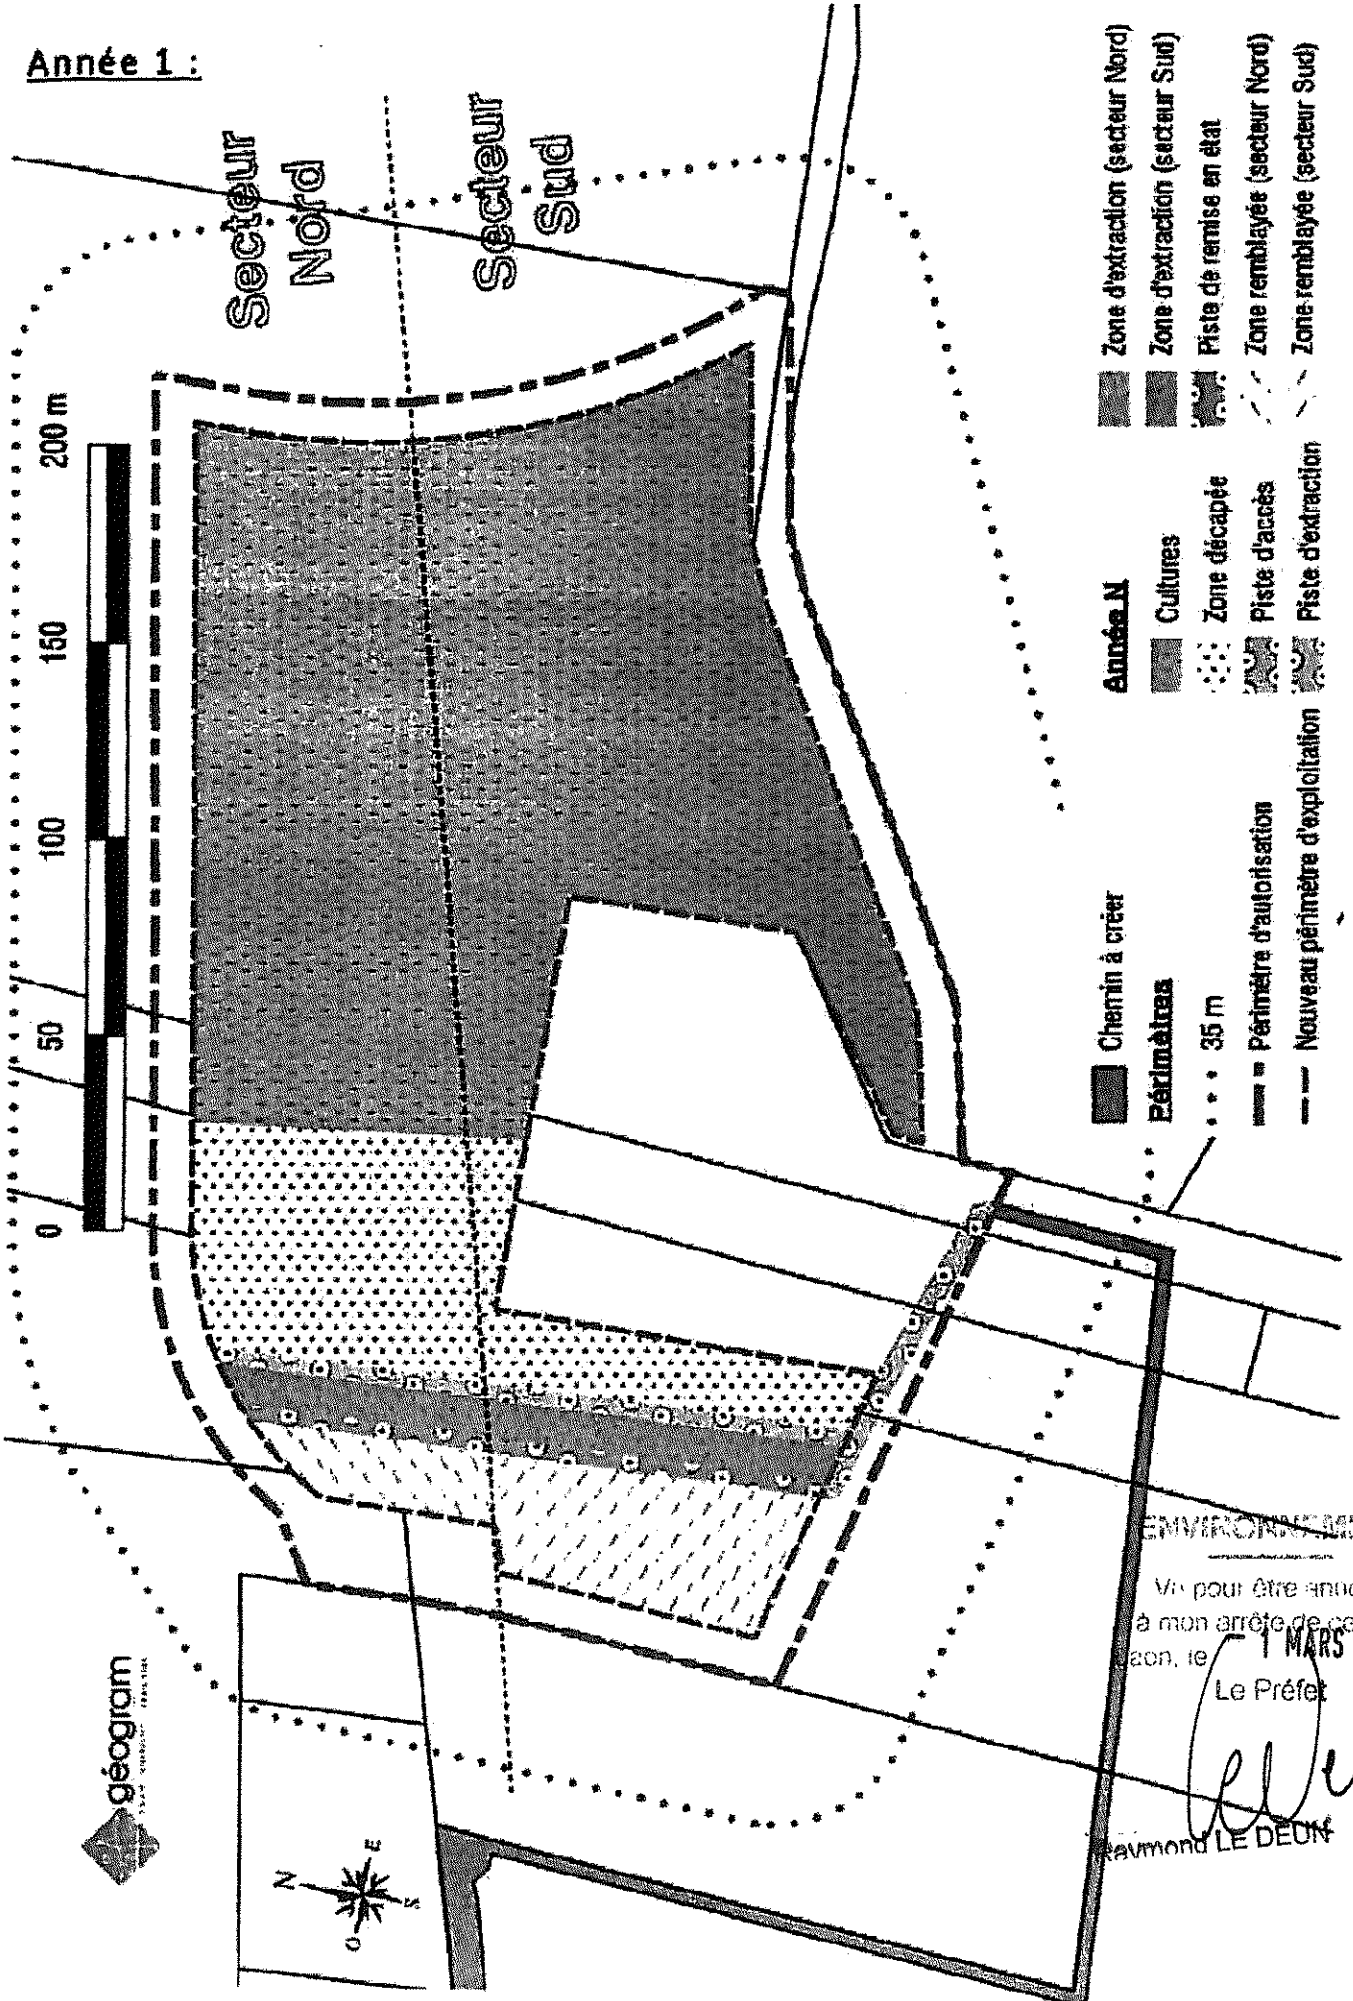 Année 1 :
Secteur
Nord
Secteur
Sud
0 50 100 150 200 m
géogram
N
E
S
O
Chemin à créer
Périmètres
35 m
Périmètre d'autorisation
Nouveau périmètre d'exploitation
Année N
Cultures
Zone décapée
Piste d'accès
Piste d'extraction
Zone d'extraction (secteur Nord)
Zone d'extraction (secteur Sud)
Piste de remise en état
Zone remblayée (secteur Nord)
Zone remblayée (secteur Sud)
pour être
à mon arrêté de
le - 1 MARS
Le Préfet
Raymond LE DEUN